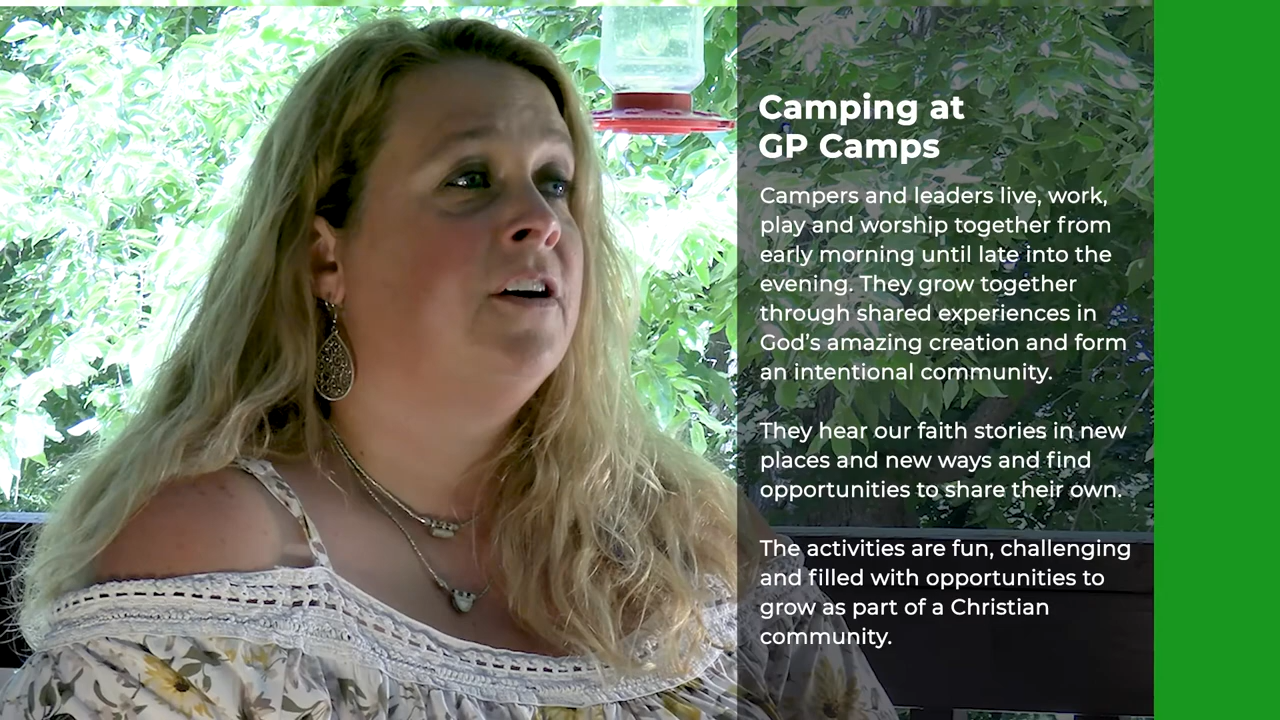 Camping at
GP Camps
Campers and leaders live, work,
play and worship together from
early morning until late into the
evening. They grow together
through shared experiences in
God’s amazing creation and form
an intentional community.
They hear our faith stories in new
places and new ways and find
opportunities to share their own.
The activities are fun, challenging
and filled with opportunities to
grow as part of a Christian
community.